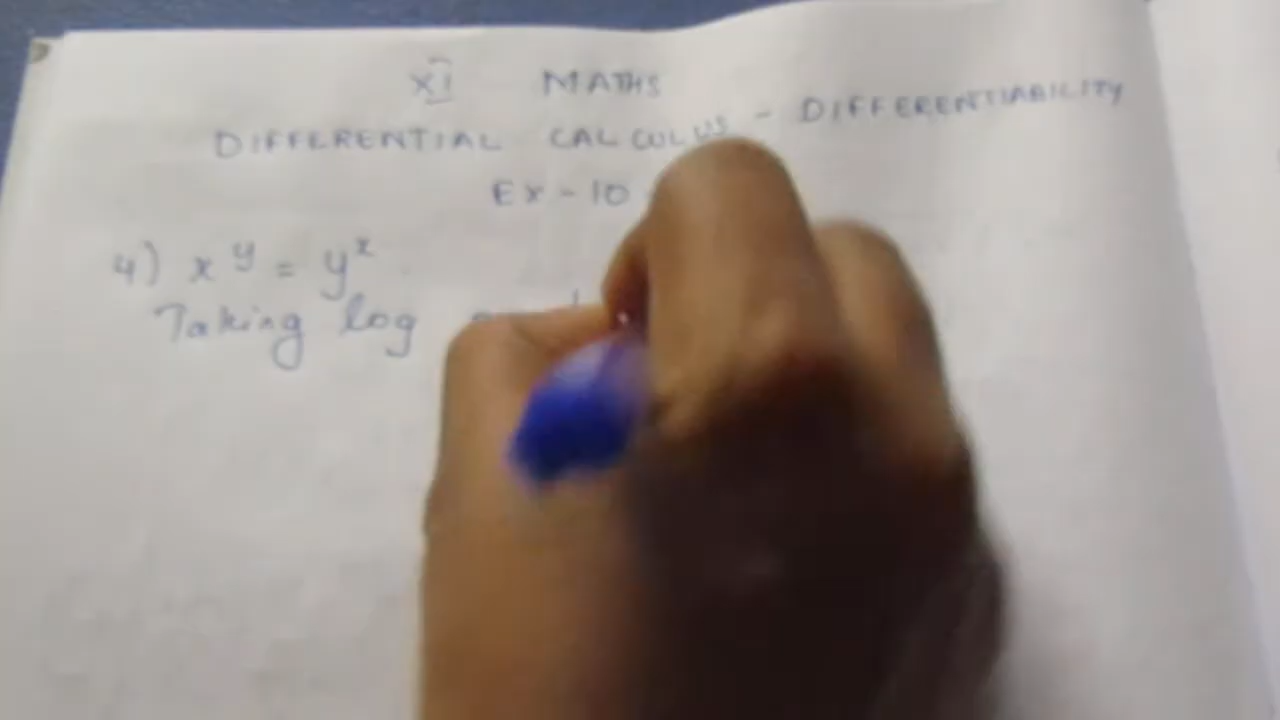 XI MATHS
DIFFERENTIAL CALCULUS - DIFFERENTIABILITY
EX - 10
4) x^y = y^x
Taking log